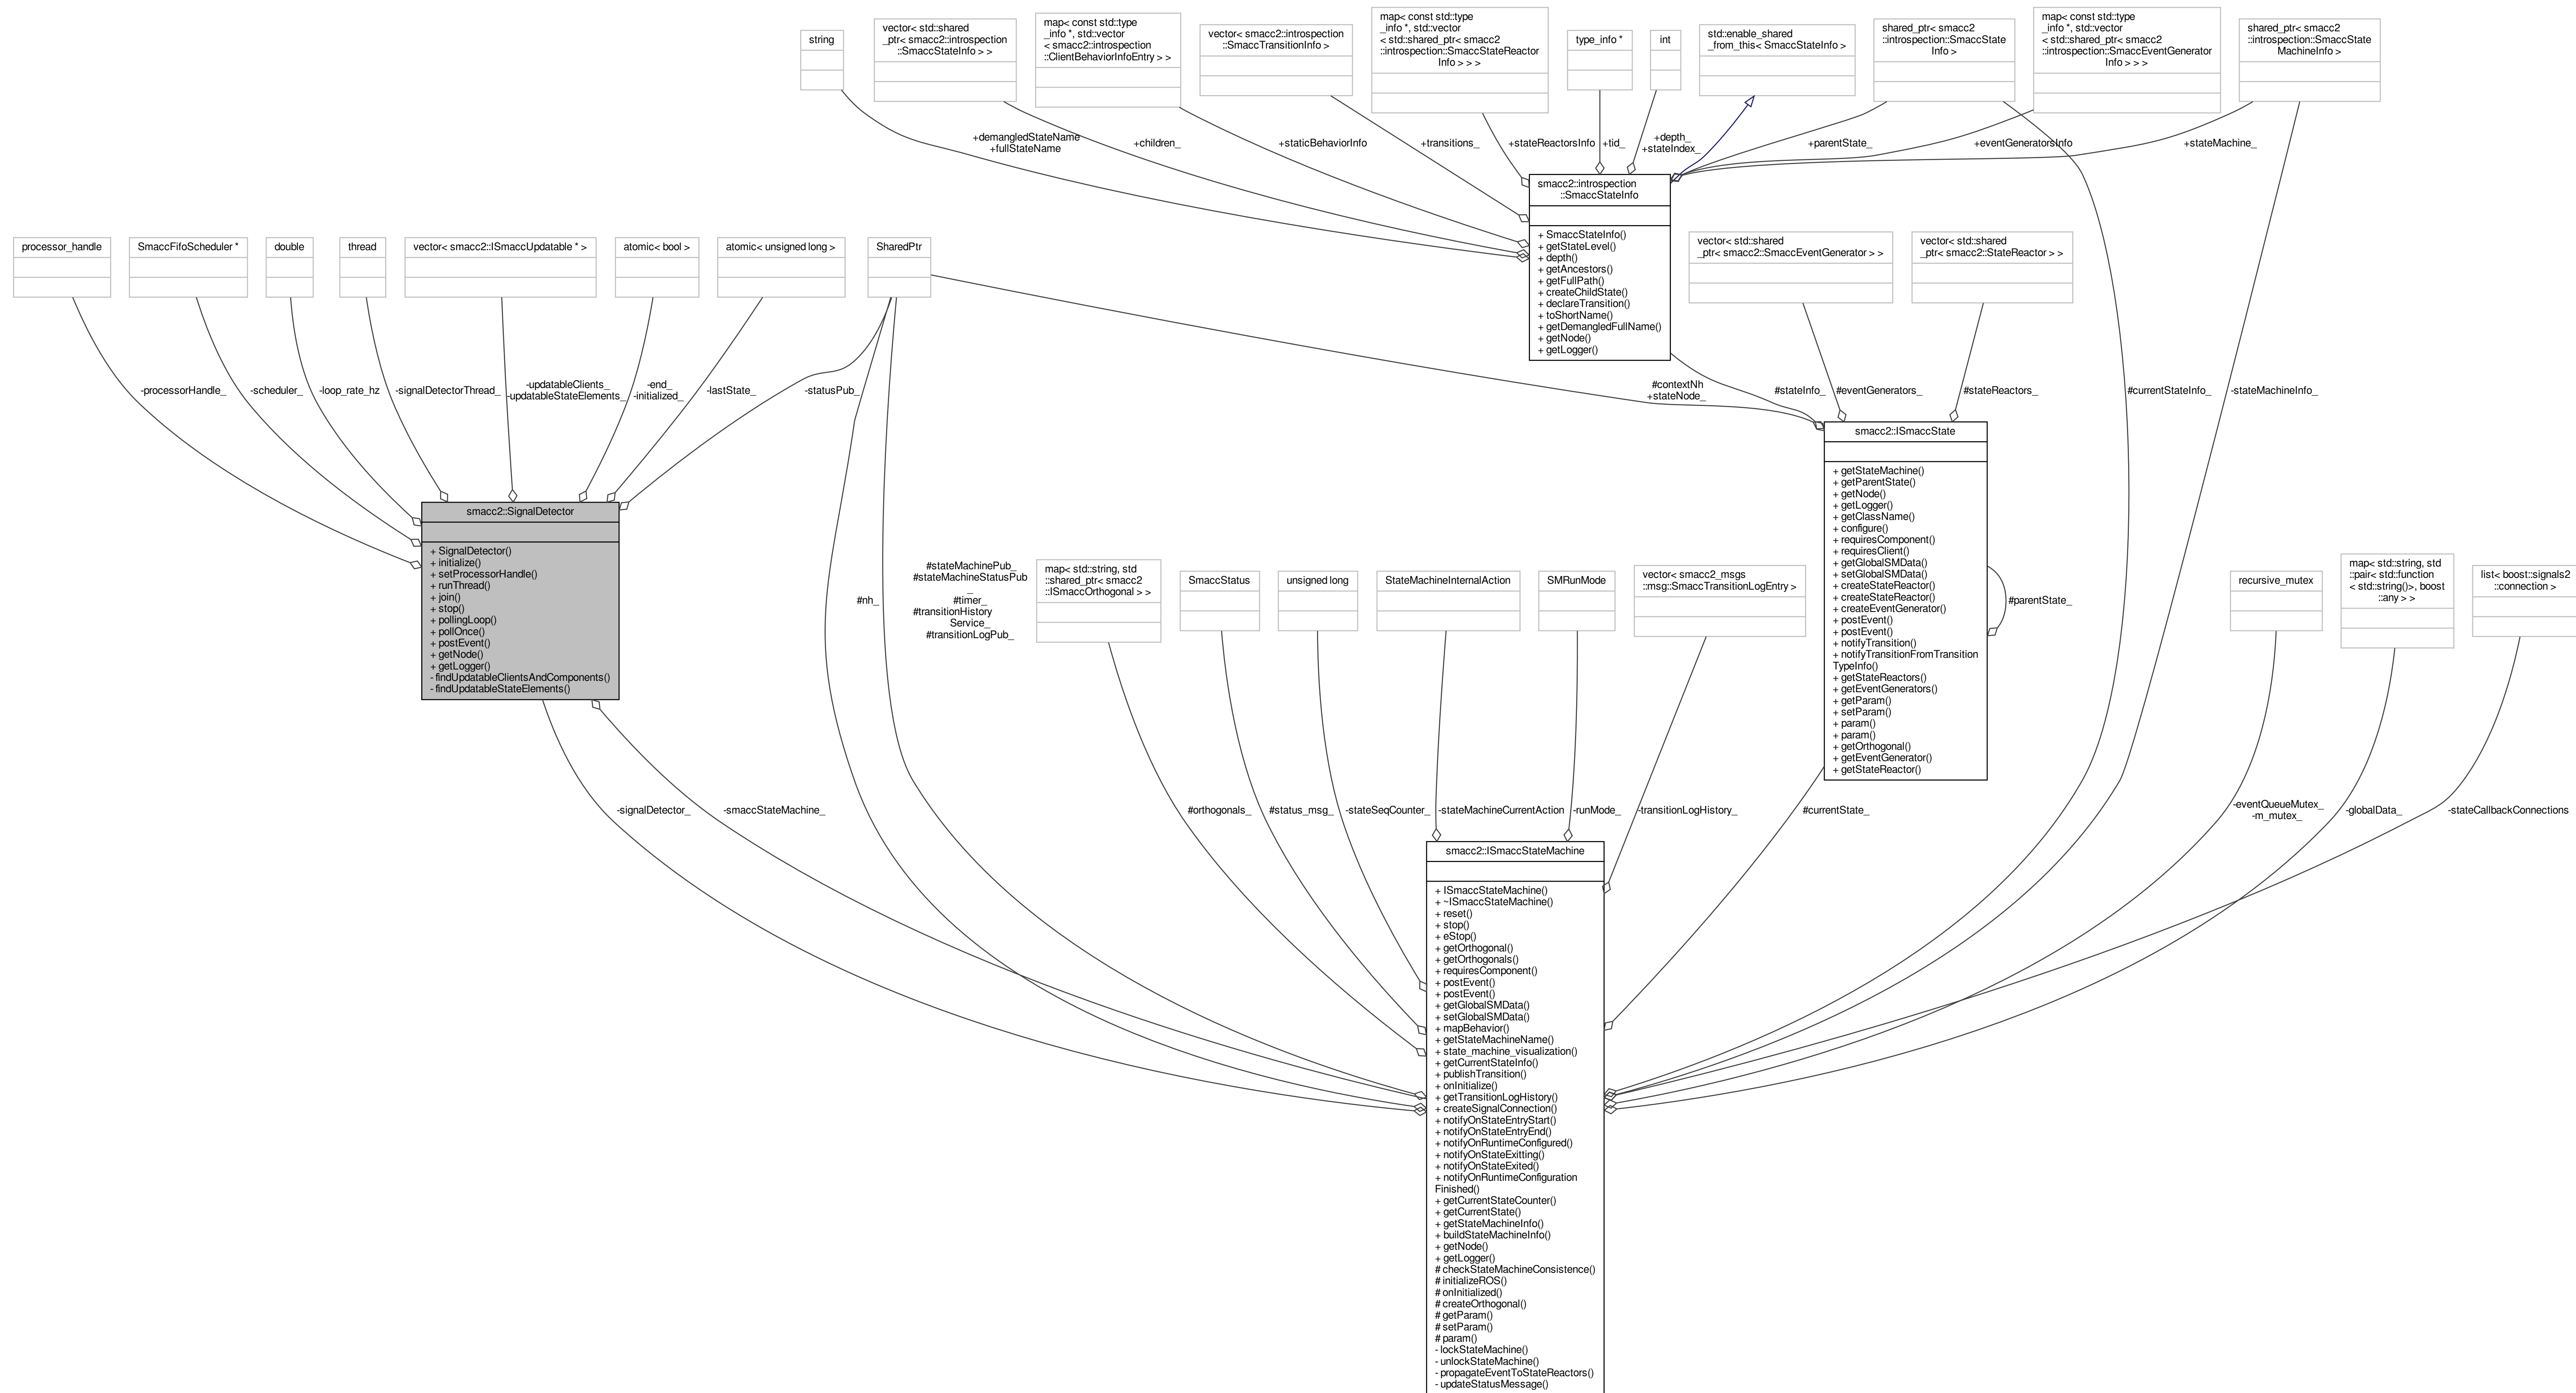 string
vector< std::shared
_ptr< smacc2::introspection
::SmaccStateInfo > >
map< const std::type
_info *, std::vector
< smacc2::introspection
::ClientBehaviorInfoEntry > >
vector< smacc2::introspection
::SmaccTransitionInfo >
map< const std::type
_info *, std::vector
< std::shared_ptr< smacc2
::introspection::SmaccStateReactor
Info > > >
type_info *
int
std::enable_shared
_from_this< SmaccStateInfo >
shared_ptr< smacc2
::introspection::SmaccState
Info >
map< const std::type
_info *, std::vector
< std::shared_ptr< smacc2
::introspection::SmaccEventGenerator
Info > > >
shared_ptr< smacc2
::introspection::SmaccState
MachineInfo >
+demangledStateName
+fullStateName
+children_
+staticBehaviorInfo
+transitions_
+stateReactorsInfo
+tid_
+depth_
+stateIndex_
+parentState_
+eventGeneratorsInfo
+stateMachine_
smacc2::introspection
::SmaccStateInfo
+ SmaccStateInfo()
+ getStateLevel()
+ depth()
+ getAncestors()
+ getFullPath()
+ createChildState()
+ declareTransition()
+ toShortName()
+ getDemangledFullName()
+ getNode()
+ getLogger()
processor_handle
SmaccFifoScheduler *
double
thread
vector< smacc2::ISmaccUpdatable * >
atomic< bool >
atomic< unsigned long >
SharedPtr
vector< std::shared
_ptr< smacc2::SmaccEventGenerator > >
vector< std::shared
_ptr< smacc2::StateReactor > >
-processorHandle_
-scheduler_
-loop_rate_hz
-signalDetectorThread_
-updatableClients_
-updatableStateElements_
-end_
-initialized_
-lastState_
-statusPub_
#contextNh
+stateNode_
#stateInfo_
#eventGenerators_
#stateReactors_
#currentStateInfo_
-stateMachineInfo_
smacc2::SignalDetector
+ SignalDetector()
+ initialize()
+ setProcessorHandle()
+ runThread()
+ join()
+ stop()
+ pollingLoop()
+ pollOnce()
+ postEvent()
+ getNode()
+ getLogger()
- findUpdatableClientsAndComponents()
- findUpdatableStateElements()
smacc2::ISmaccState
+ getStateMachine()
+ getParentState()
+ getNode()
+ getLogger()
+ getClassName()
+ configure()
+ requiresComponent()
+ requiresClient()
+ getGlobalSMData()
+ setGlobalSMData()
+ createStateReactor()
+ createStateReactor()
+ createEventGenerator()
+ postEvent()
+ postEvent()
+ notifyTransition()
+ notifyTransitionFromTransition
TypeInfo()
+ getStateReactors()
+ getEventGenerators()
+ getParam()
+ setParam()
+ param()
+ param()
+ getOrthogonal()
+ getEventGenerator()
+ getStateReactor()
#parentState_
#nh_
#stateMachinePub_
#stateMachineStatusPub
_
#timer_
#transitionHistory
Service_
#transitionLogPub_
map< std::string, std
::shared_ptr< smacc2
::ISmaccOrthogonal > >
SmaccStatus
unsigned long
StateMachineInternalAction
SMRunMode
vector< smacc2_msgs
::msg::SmaccTransitionLogEntry >
recursive_mutex
map< std::string, std
::pair< std::function
< std::string()>, boost
::any > >
list< boost::signals2
::connection >
-signalDetector_
-smaccStateMachine_
#orthogonals_
#status_msg_
-stateSeqCounter_
-stateMachineCurrentAction
-runMode_
-transitionLogHistory_
#currentState_
-eventQueueMutex_
-m_mutex_
-globalData_
-stateCallbackConnections
smacc2::ISmaccStateMachine
+ ISmaccStateMachine()
+ ~ISmaccStateMachine()
+ reset()
+ stop()
+ eStop()
+ getOrthogonal()
+ getOrthogonals()
+ requiresComponent()
+ postEvent()
+ postEvent()
+ getGlobalSMData()
+ setGlobalSMData()
+ mapBehavior()
+ getStateMachineName()
+ state_machine_visualization()
+ getCurrentStateInfo()
+ publishTransition()
+ onInitialize()
+ getTransitionLogHistory()
+ createSignalConnection()
+ notifyOnStateEntryStart()
+ notifyOnStateEntryEnd()
+ notifyOnRuntimeConfigured()
+ notifyOnStateExitting()
+ notifyOnStateExited()
+ notifyOnRuntimeConfiguration
Finished()
+ getCurrentStateCounter()
+ getCurrentState()
+ getStateMachineInfo()
+ buildStateMachineInfo()
+ getNode()
+ getLogger()
# checkStateMachineConsistence()
# initializeROS()
# onInitialized()
# createOrthogonal()
# getParam()
# setParam()
# param()
- lockStateMachine()
- unlockStateMachine()
- propagateEventToStateReactors()
- updateStatusMessage()